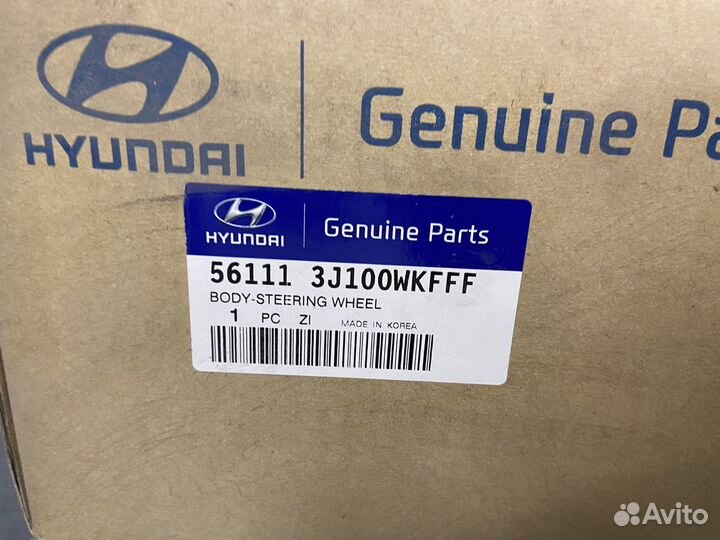 HYUNDAI
Genuine Pa
HYUNDAI
Genuine Parts
56111 3J100WKFFF
BODY-STEERING WHEEL
1 PC ZI MADE IN KOREA
Avito